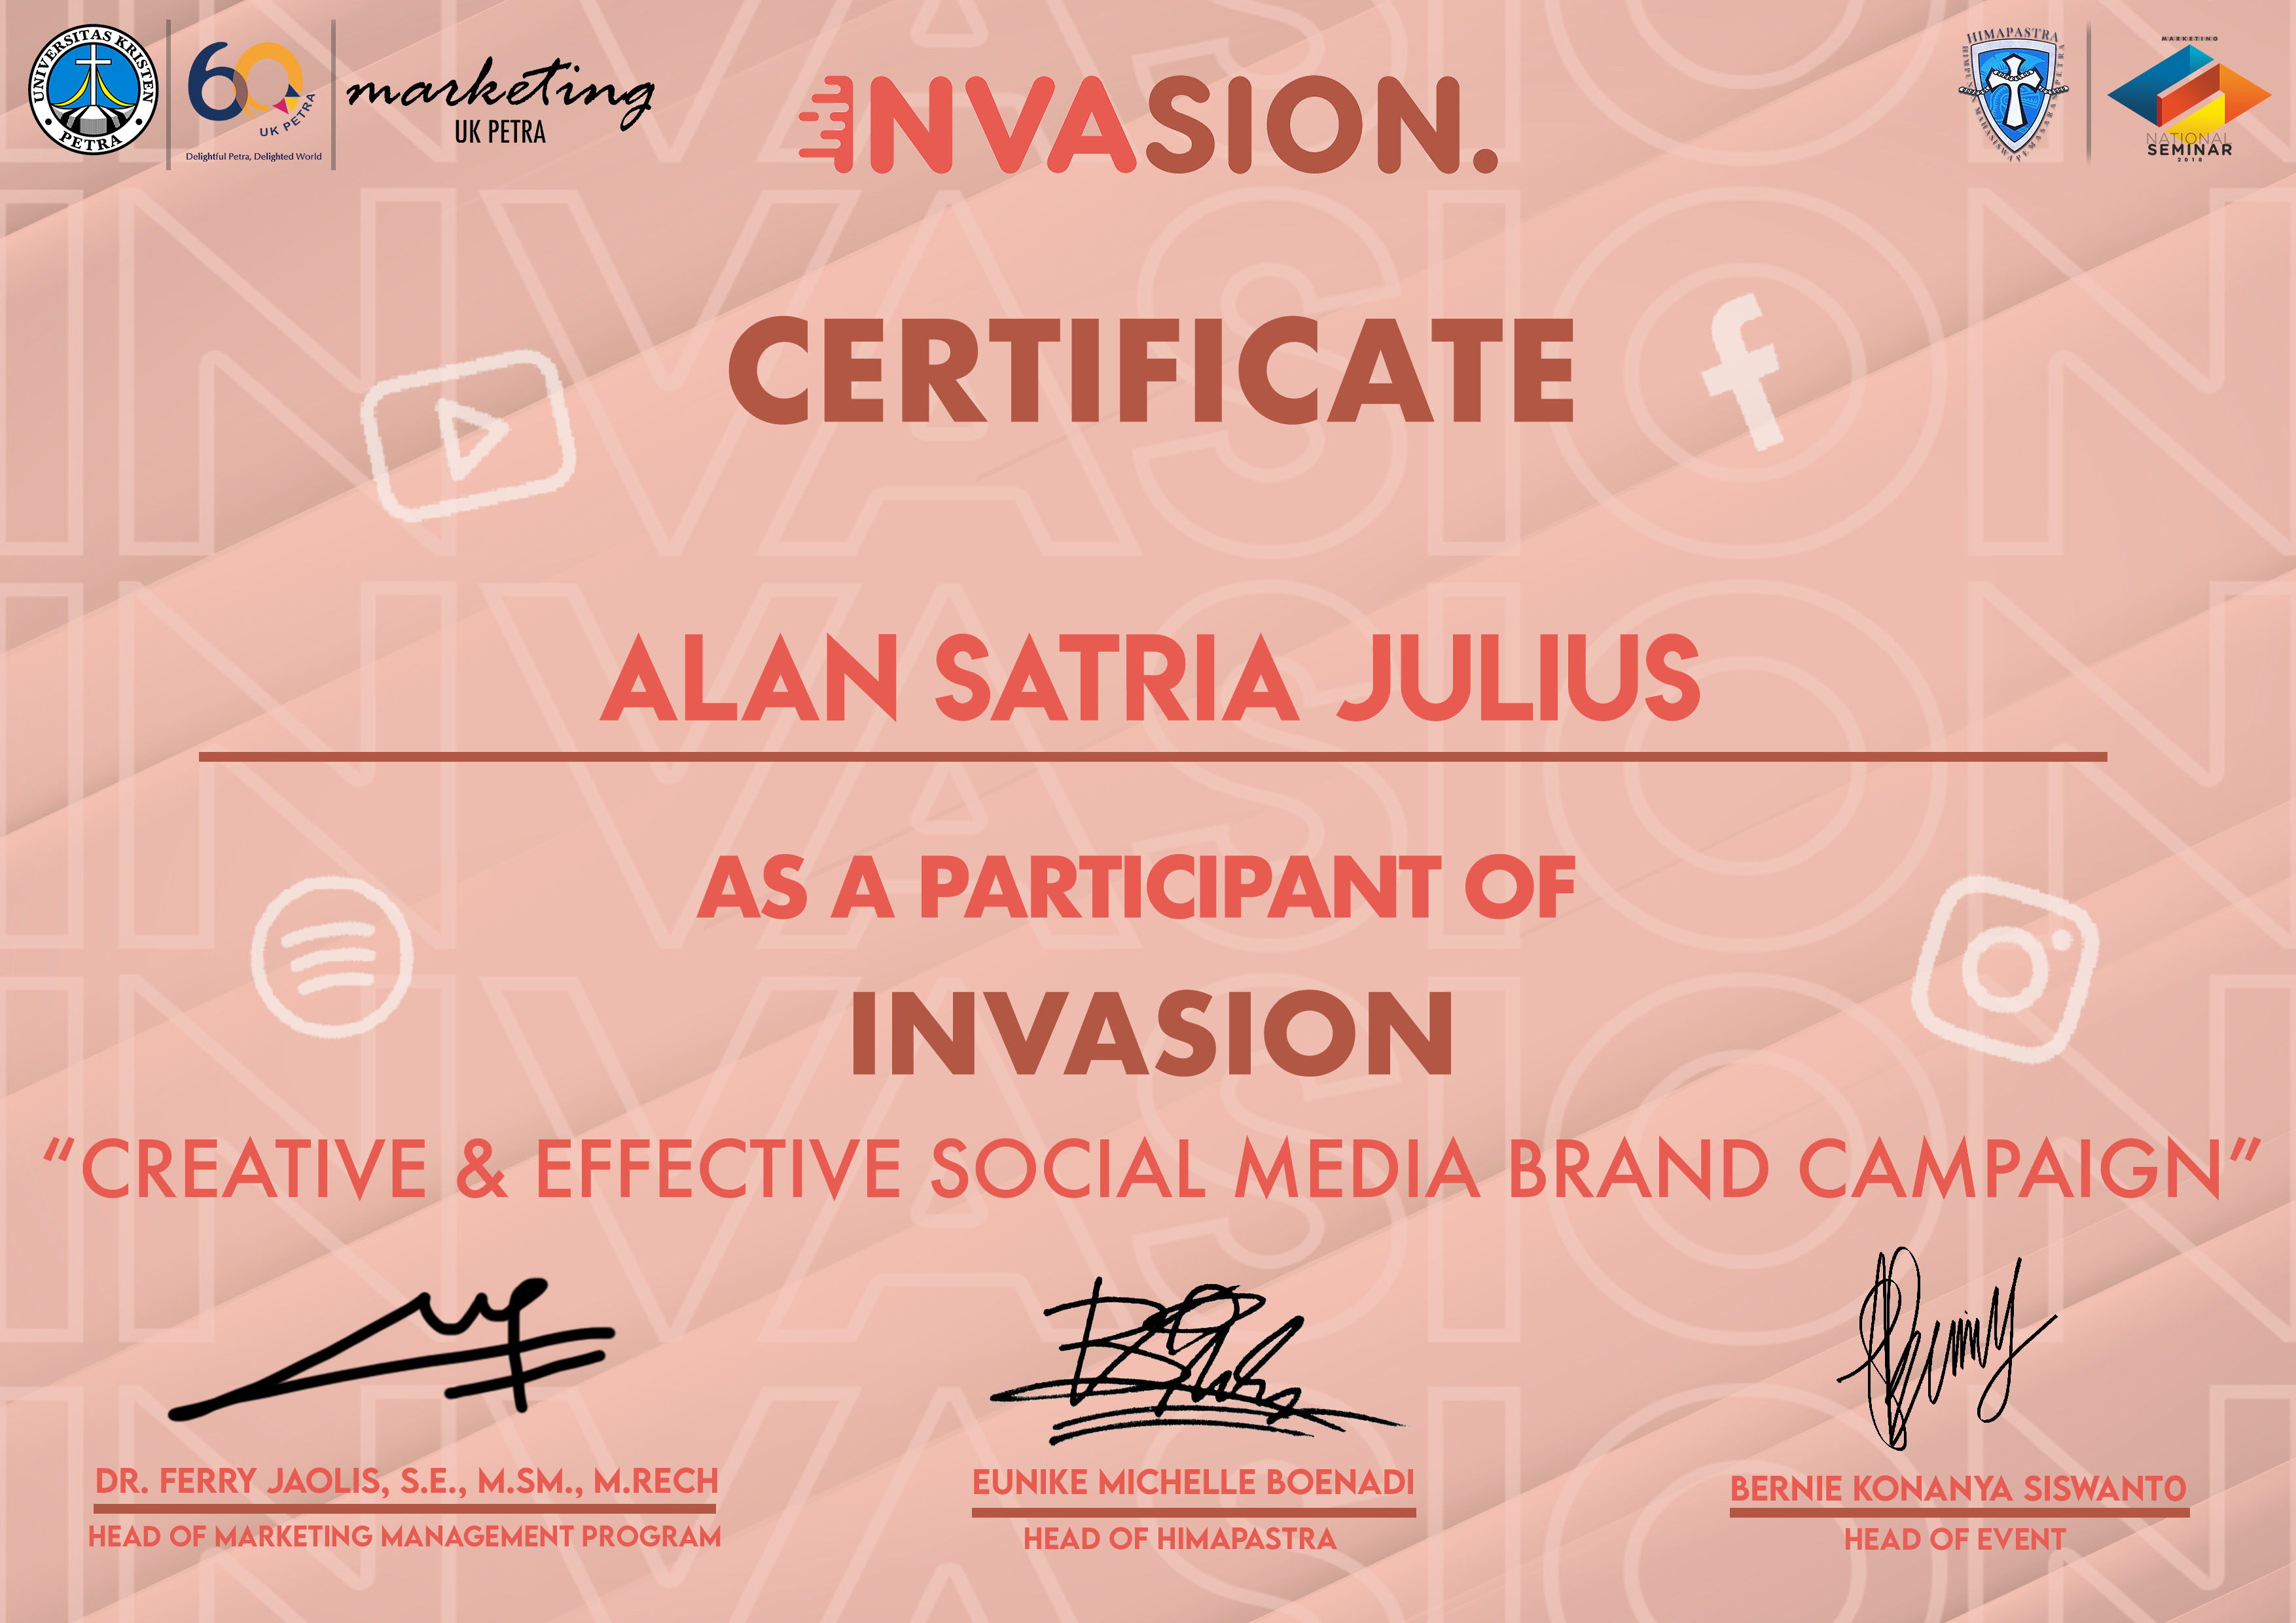 UNIVERSITAS KRISTEN
PETRA
60
UK PETRA
Delightful Petra, Delighted World
marketing
UK PETRA
INVASION.
HIMAPASTRA
MARKETING
NATIONAL
SEMINAR
2018
CERTIFICATE
ALAN SATRIA JULIUS
AS A PARTICIPANT OF
INVASION
“CREATIVE & EFFECTIVE SOCIAL MEDIA BRAND CAMPAIGN”
DR. FERRY JAOLIS, S.E., M.SM., M.RECH
HEAD OF MARKETING MANAGEMENT PROGRAM
EUNIKE MICHELLE BOENADI
HEAD OF HIMAPASTRA
BERNIE KONANYA SISWANTO
HEAD OF EVENT